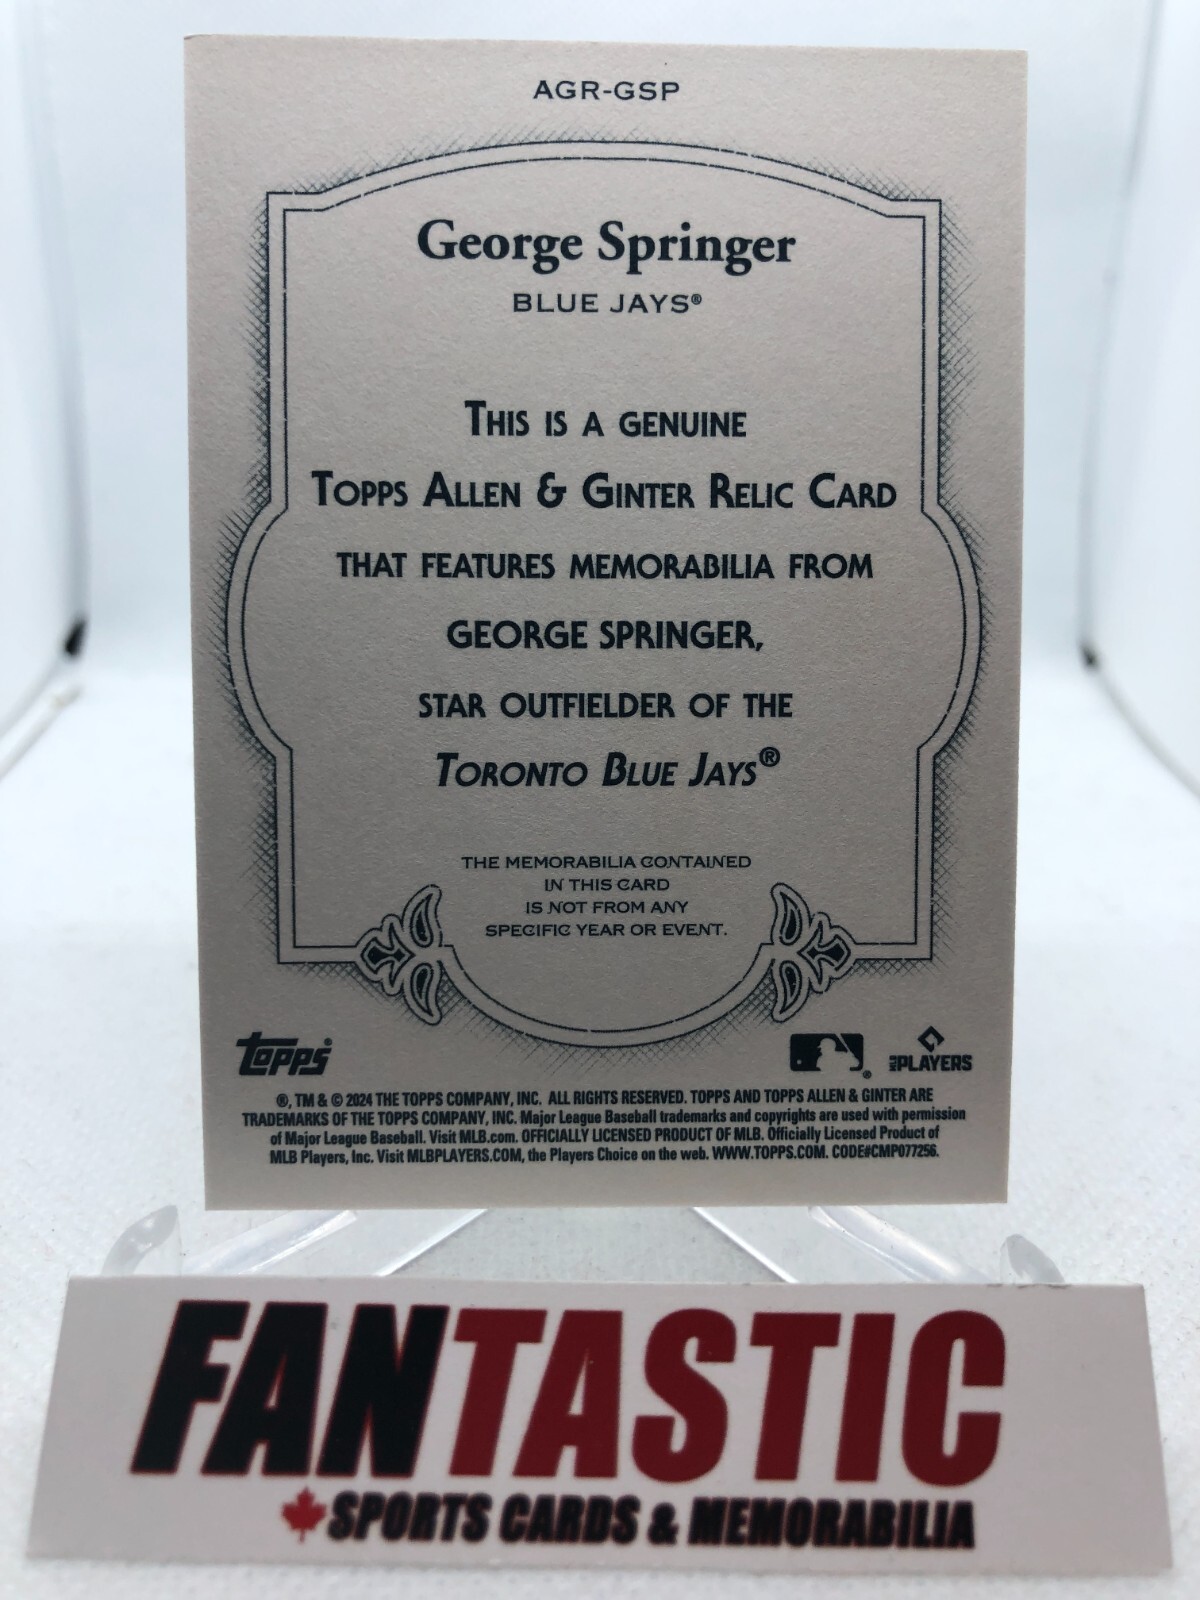 AGR-GSP
George Springer
BLUE JAYS®
THIS IS A GENUINE
TOPPS ALLEN & GINTER RELIC CARD
THAT FEATURES MEMORABILIA FROM
GEORGE SPRINGER,
STAR OUTFIELDER OF THE
TORONTO BLUE JAYS®
THE MEMORABILIA CONTAINED
IN THIS CARD
IS NOT FROM ANY
SPECIFIC YEAR OR EVENT.
topps®
® MLB PLAYERS
®, TM & © 2024 THE TOPPS COMPANY, INC. ALL RIGHTS RESERVED. TOPPS AND TOPPS ALLEN & GINTER ARE
TRADEMARKS OF THE TOPPS COMPANY, INC. Major League Baseball trademarks and copyrights are used with permission
of Major League Baseball. Visit MLB.com. OFFICIALLY LICENSED PRODUCT OF MLB. Officially Licensed Product of
MLB Players, Inc. Visit MLBPLAYERS.COM, the Players Choice on the web. WWW.TOPPS.COM. CODE#CMP077256.
FANTASTIC
SPORTS CARDS & MEMORABILIA